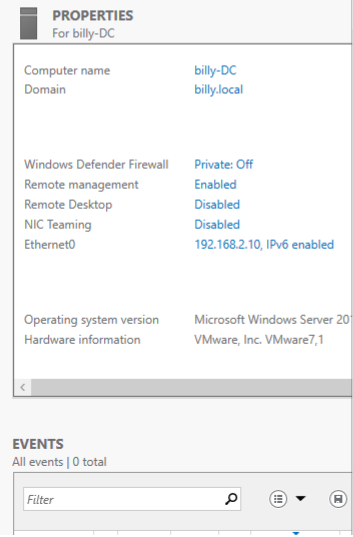 PROPERTIES
For billy-DC
Computer name billy-DC
Domain billy.local
Windows Defender Firewall Private: Off
Remote management Enabled
Remote Desktop Disabled
NIC Teaming Disabled
Ethernet0 192.168.2.10, IPv6 enabled
Operating system version Microsoft Windows Server 201
Hardware information VMware, Inc. VMware7,1
EVENTS
All events | 0 total
Filter